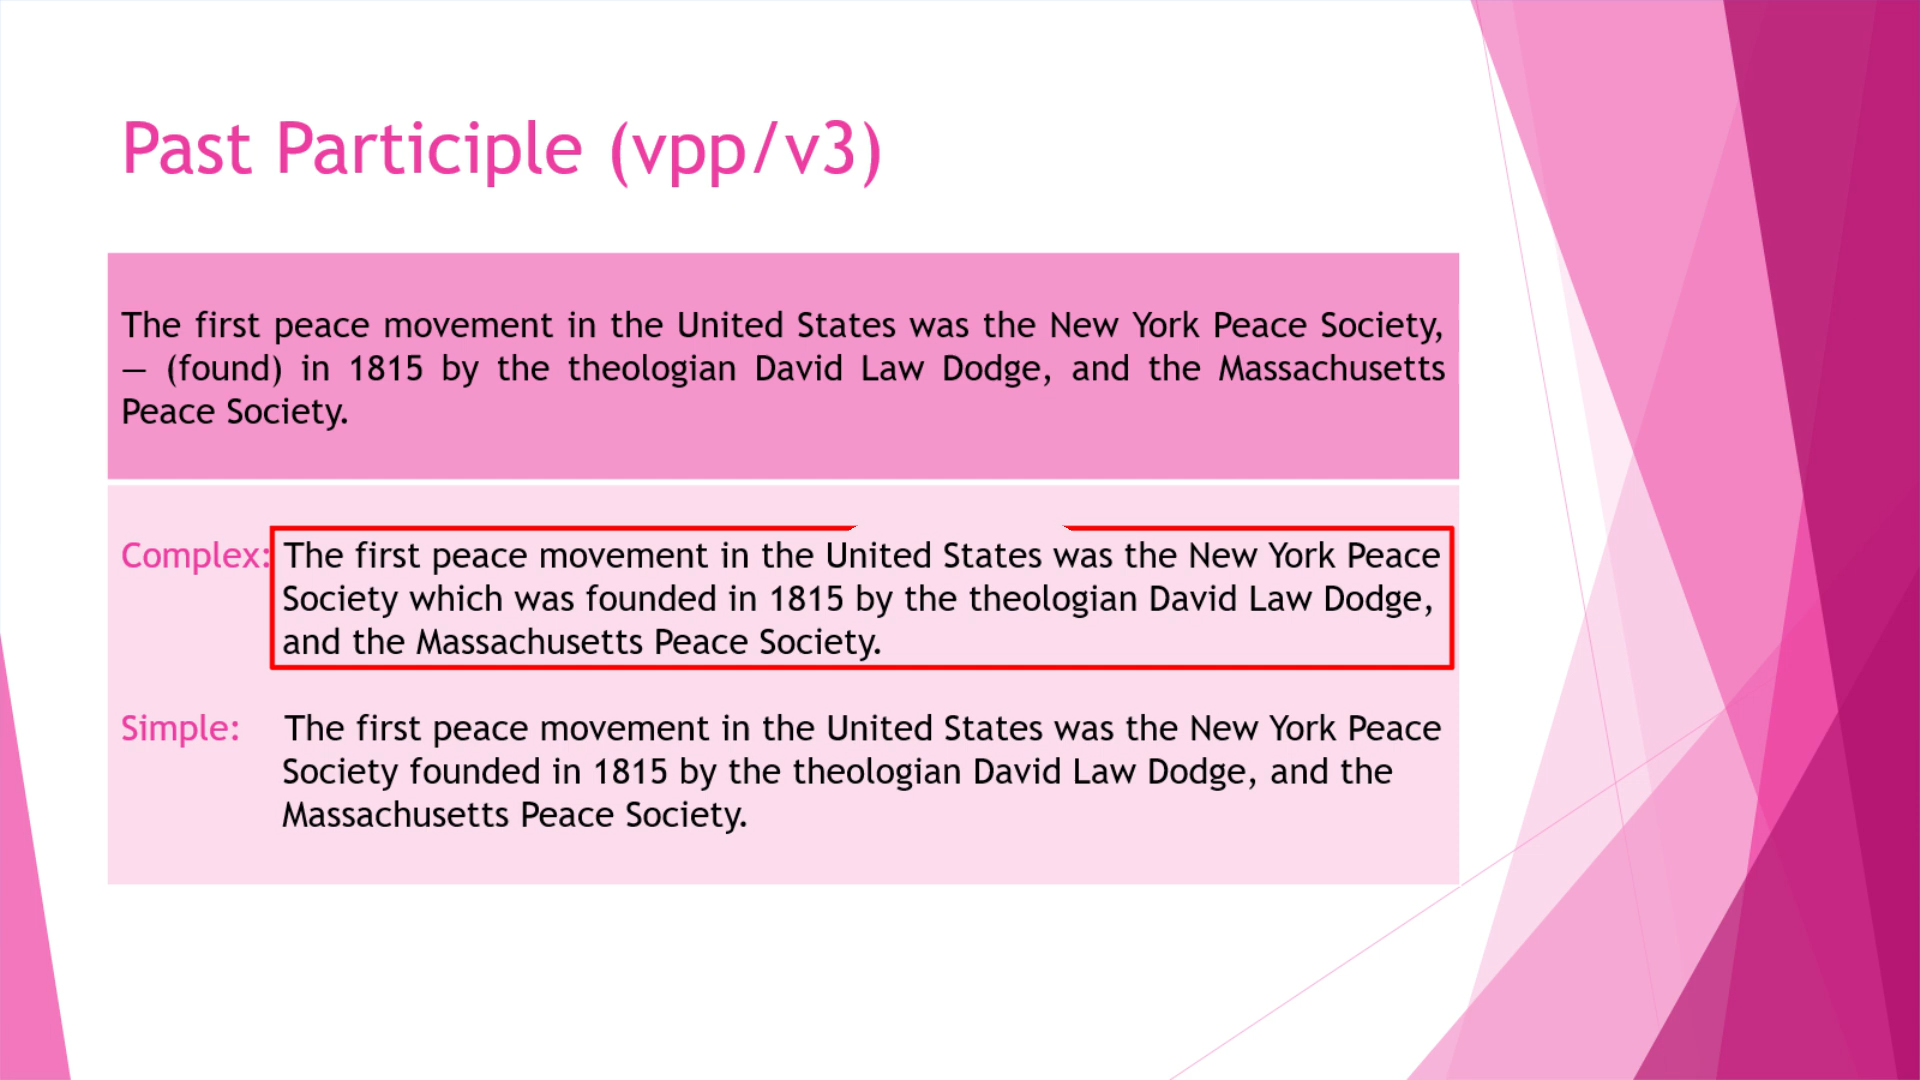 Past Participle (vpp/v3)
The first peace movement in the United States was the New York Peace Society,
— (found) in 1815 by the theologian David Law Dodge, and the Massachusetts
Peace Society.
Complex: The first peace movement in the United States was the New York Peace
Society which was founded in 1815 by the theologian David Law Dodge,
and the Massachusetts Peace Society.
Simple: The first peace movement in the United States was the New York Peace
Society founded in 1815 by the theologian David Law Dodge, and the
Massachusetts Peace Society.